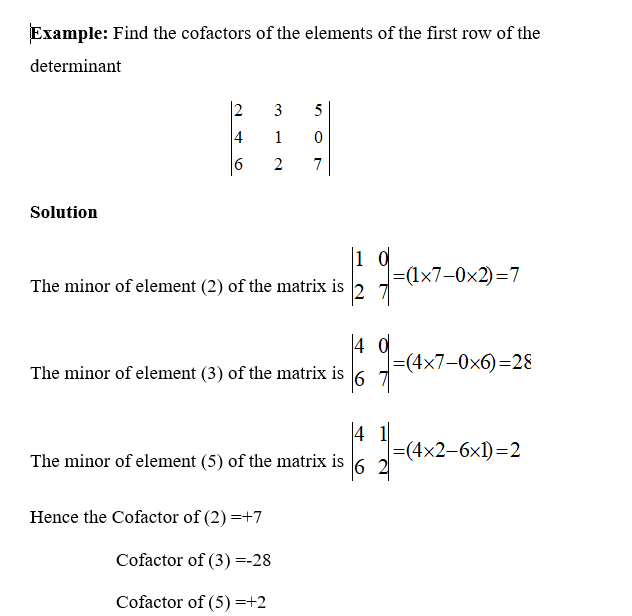 Example: Find the cofactors of the elements of the first row of the
determinant
|2 3 5|
|4 1 0|
|6 2 7|
Solution
The minor of element (2) of the matrix is |1 0; 2 7| =(1×7−0×2)=7
The minor of element (3) of the matrix is |4 0; 6 7| =(4×7−0×6)=28
The minor of element (5) of the matrix is |4 1; 6 2| =(4×2−6×1)=2
Hence the Cofactor of (2) =+7
Cofactor of (3) =-28
Cofactor of (5) =+2